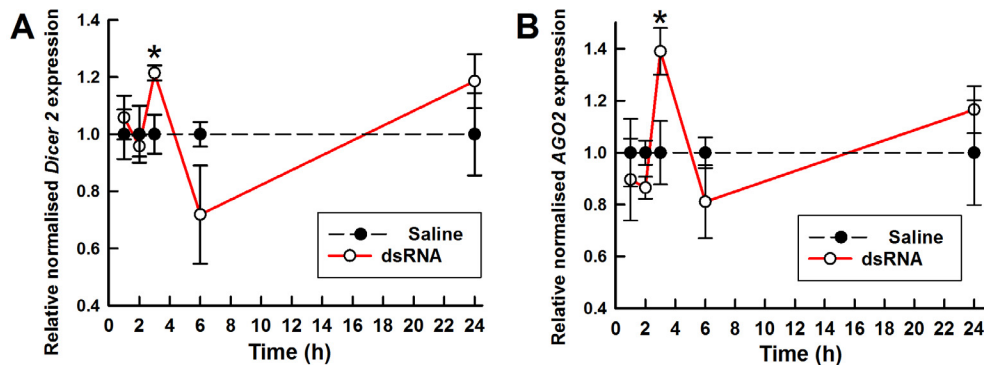 A
Relative normalised Dicer 2 expression
1.4
1.2
1.0
0.8
0.6
0.4
*
Saline
dsRNA
0 2 4 6 8 10 12 14 16 18 20 22 24
Time (h)
B
Relative normalised AGO2 expression
1.4
1.2
1.0
0.8
0.6
0.4
*
Saline
dsRNA
0 2 4 6 8 10 12 14 16 18 20 22 24
Time (h)